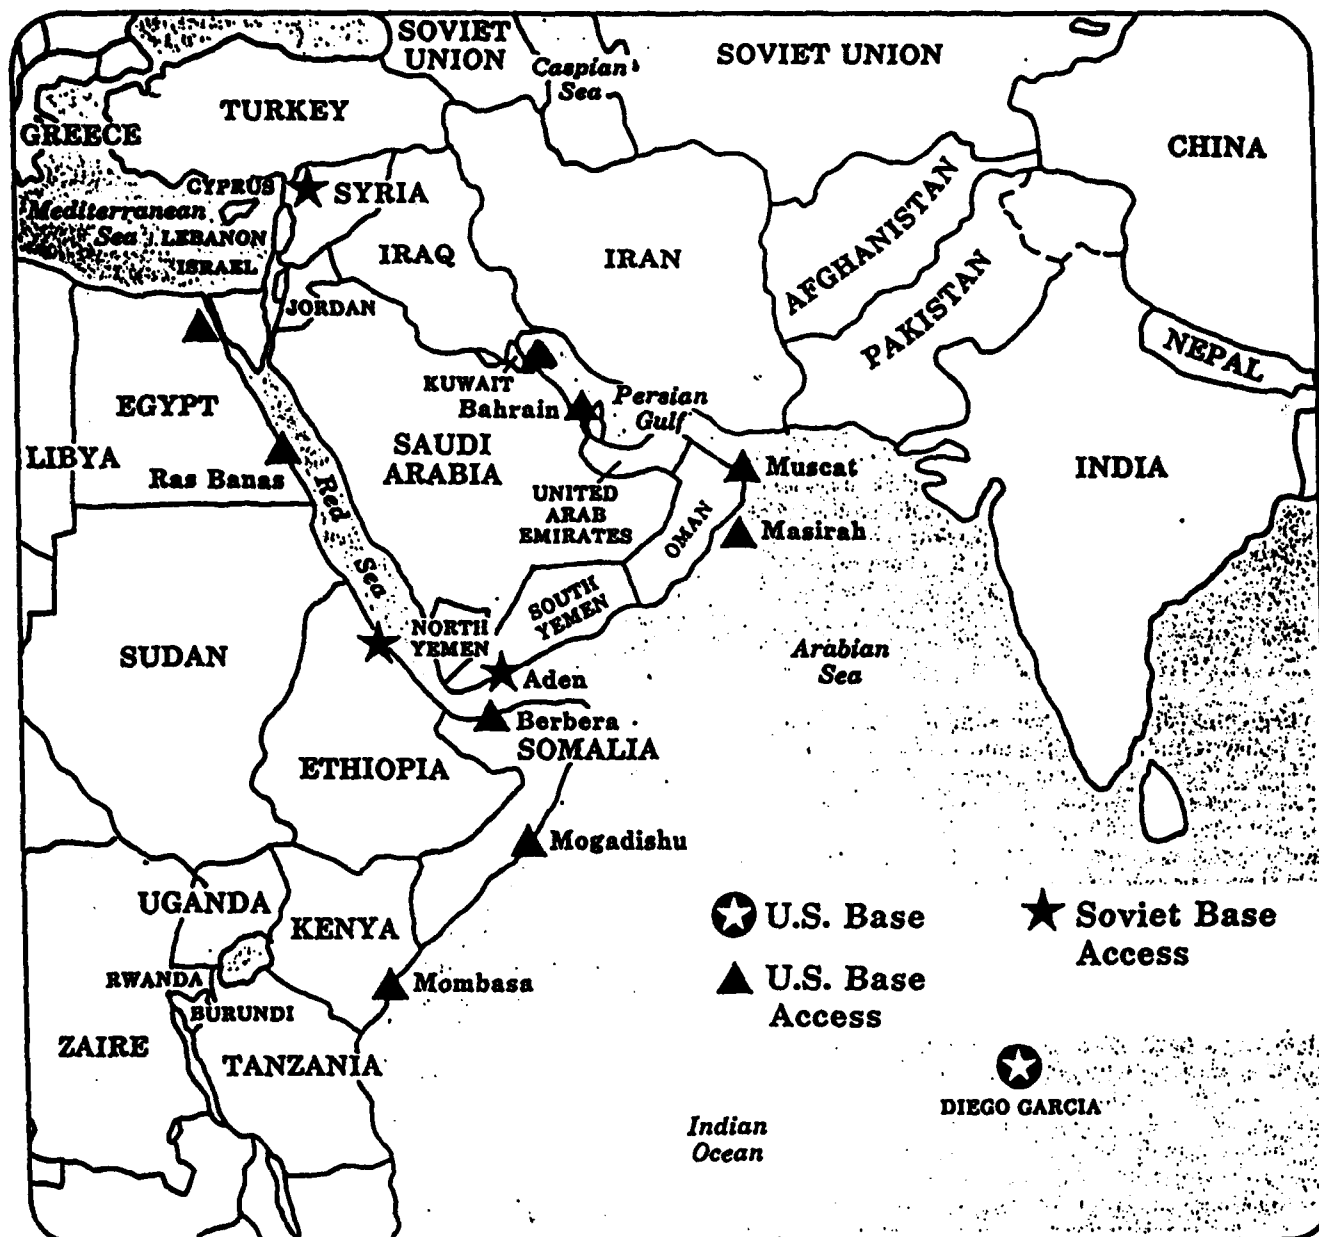 SOVIET
UNION
Caspian
Sea
SOVIET UNION
TURKEY
GREECE
CHINA
CYPRUS
SYRIA
Mediterranean
Sea
LEBANON
ISRAEL
IRAQ
IRAN
AFGHANISTAN
PAKISTAN
JORDAN
NEPAL
KUWAIT
Bahrain
Persian
Gulf
EGYPT
LIBYA
SAUDI
ARABIA
Ras Banas
Red
Sea
UNITED
ARAB
EMIRATES
OMAN
Muscat
Masirah
INDIA
SOUTH
YEMEN
NORTH
YEMEN
SUDAN
Arabian
Sea
Aden
Berbera
SOMALIA
ETHIOPIA
Mogadishu
UGANDA
KENYA
U.S. Base
Soviet Base
Access
RWANDA
Mombasa
U.S. Base
Access
BURUNDI
ZAIRE
TANZANIA
DIEGO GARCIA
Indian
Ocean